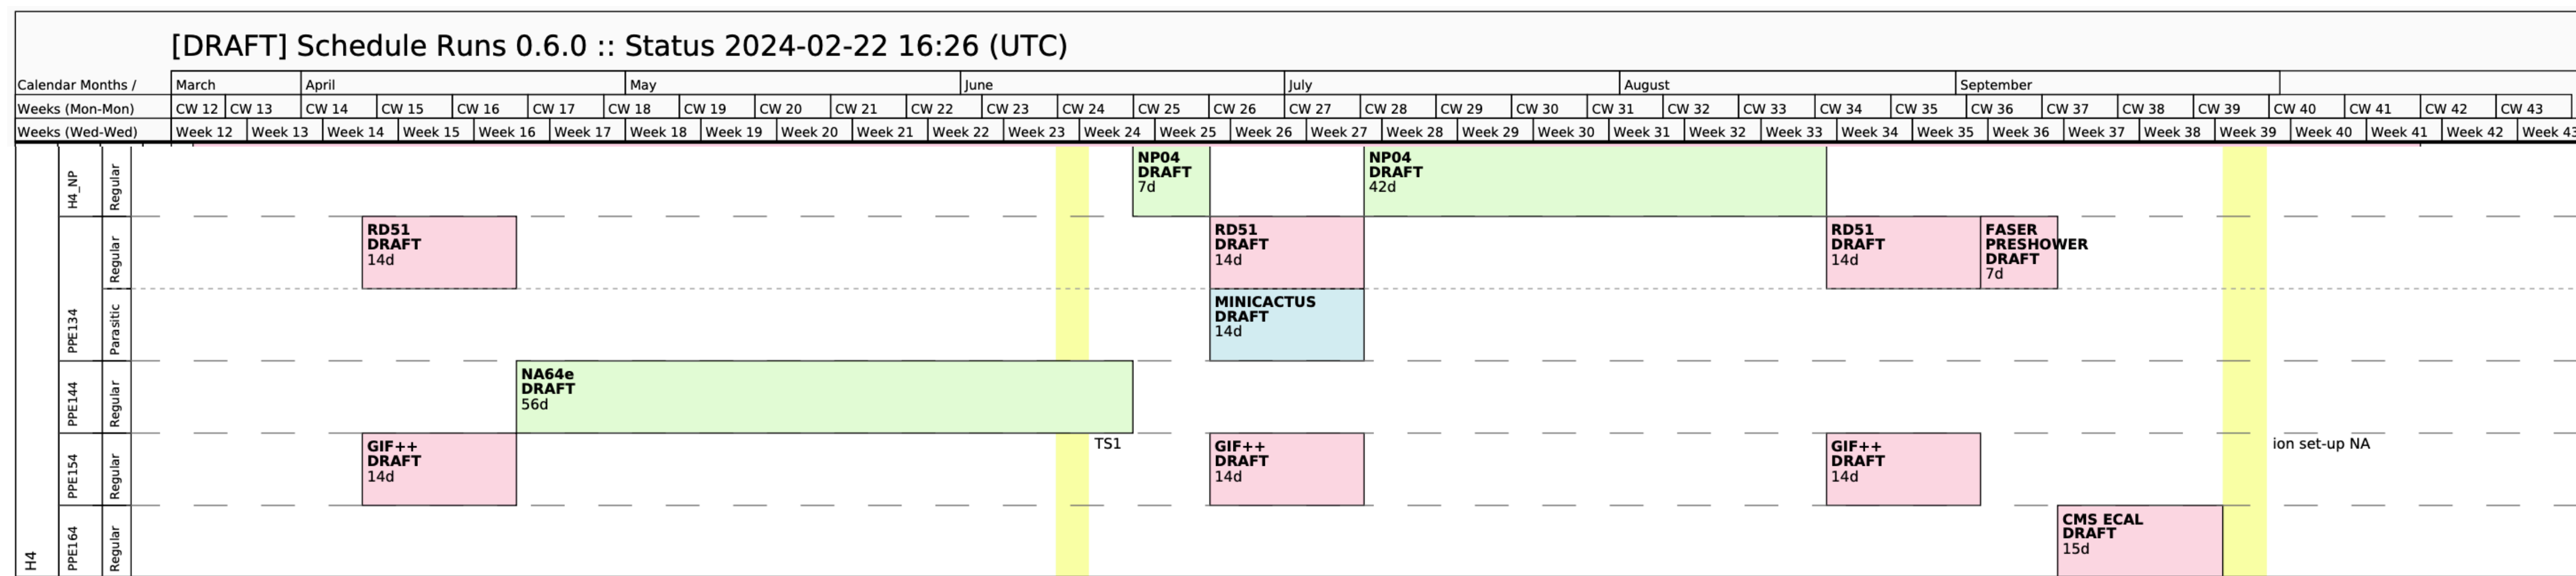 [DRAFT] Schedule Runs 0.6.0 :: Status 2024-02-22 16:26 (UTC)
Calendar Months / March April May June July August September
Weeks (Mon-Mon) CW 12 CW 13 CW 14 CW 15 CW 16 CW 17 CW 18 CW 19 CW 20 CW 21 CW 22 CW 23 CW 24 CW 25 CW 26 CW 27 CW 28 CW 29 CW 30 CW 31 CW 32 CW 33 CW 34 CW 35 CW 36 CW 37 CW 38 CW 39 CW 40 CW 41 CW 42 CW 43
Weeks (Wed-Wed) Week 12 Week 13 Week 14 Week 15 Week 16 Week 17 Week 18 Week 19 Week 20 Week 21 Week 22 Week 23 Week 24 Week 25 Week 26 Week 27 Week 28 Week 29 Week 30 Week 31 Week 32 Week 33 Week 34 Week 35 Week 36 Week 37 Week 38 Week 39 Week 40 Week 41 Week 42 Week 43
H4
H4_NP
Regular
NP04
DRAFT
7d
NP04
DRAFT
42d
PPE134
Regular
RD51
DRAFT
14d
RD51
DRAFT
14d
RD51
DRAFT
14d
FASER
PRESHOWER
DRAFT
7d
Parasitic
MINICACTUS
DRAFT
14d
PPE144
Regular
NA64e
DRAFT
56d
PPE154
Regular
GIF++
DRAFT
14d
TS1
GIF++
DRAFT
14d
GIF++
DRAFT
14d
ion set-up NA
PPE164
Regular
CMS ECAL
DRAFT
15d